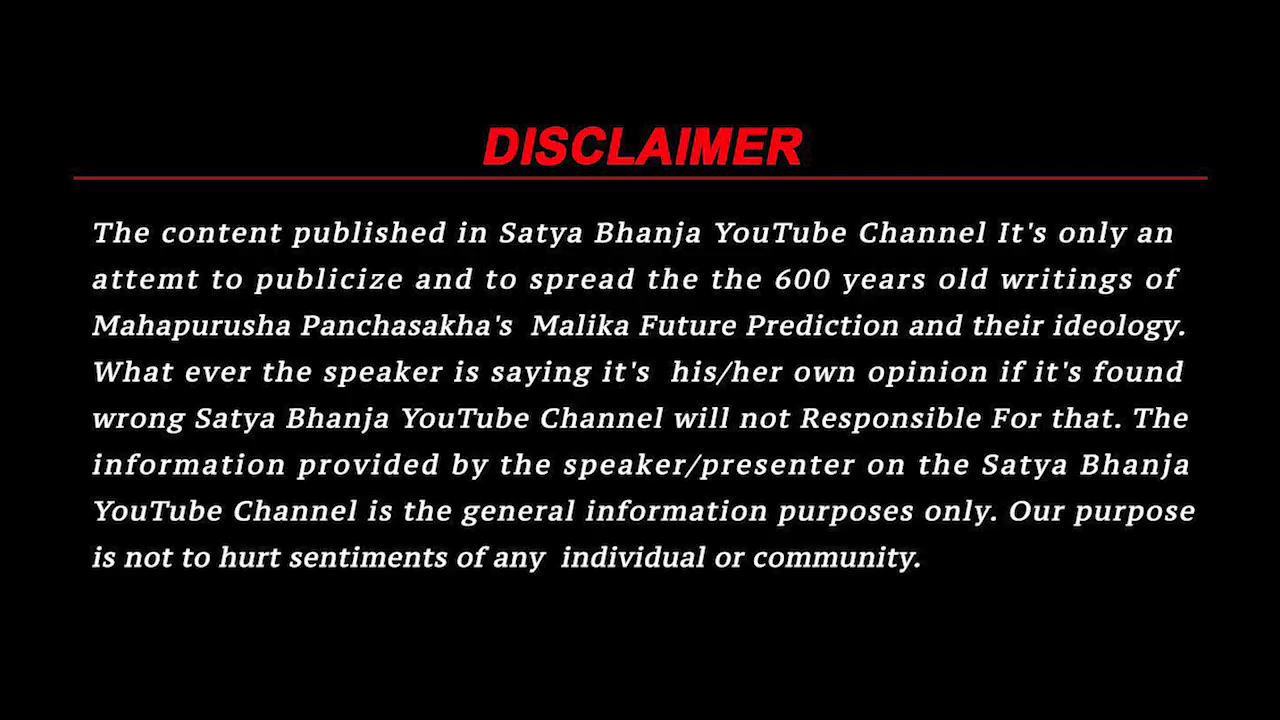 DISCLAIMER
The content published in Satya Bhanja YouTube Channel It's only an
attemt to publicize and to spread the the 600 years old writings of
Mahapurusha Panchasakha's  Malika Future Prediction and their ideology.
What ever the speaker is saying it's  his/her own opinion if it's found
wrong Satya Bhanja YouTube Channel will not Responsible For that. The
information provided by the speaker/presenter on the Satya Bhanja
YouTube Channel is the general information purposes only. Our purpose
is not to hurt sentiments of any  individual or community.